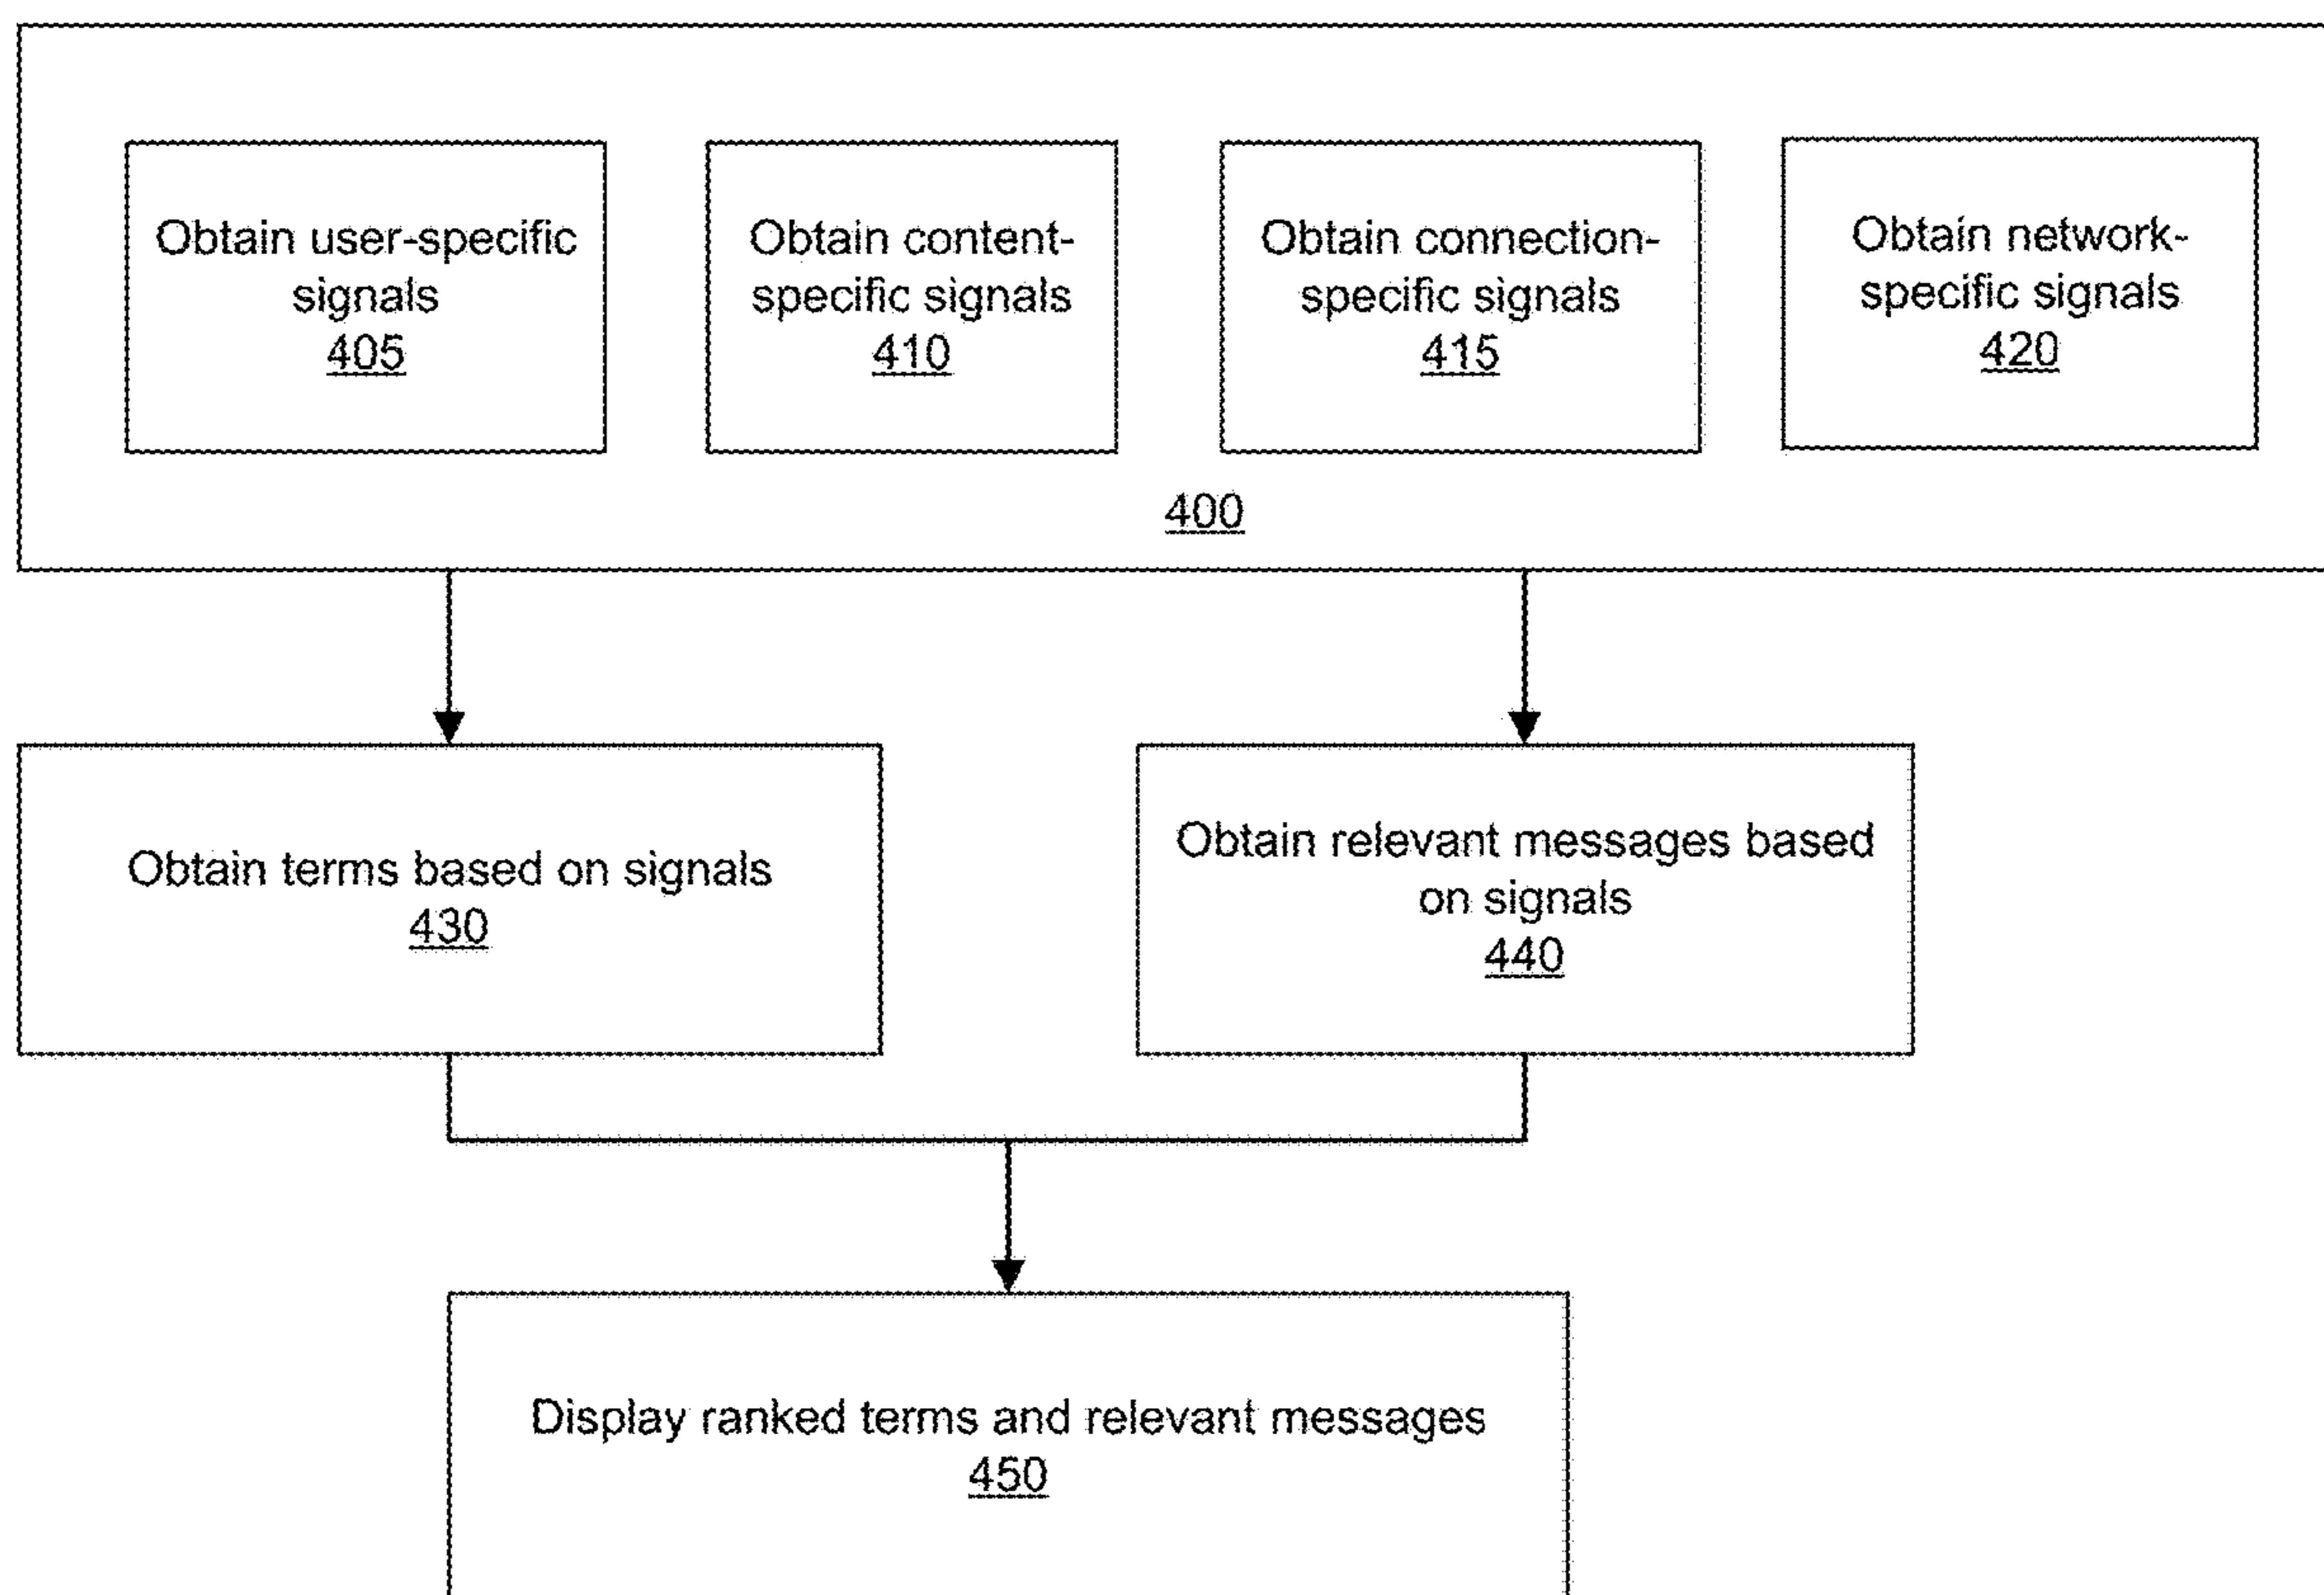 Obtain user-specific
signals
405
Obtain content-
specific signals
410
Obtain connection-
specific signals
415
Obtain network-
specific signals
420
400
Obtain terms based on signals
430
Obtain relevant messages based
on signals
440
Display ranked terms and relevant messages
450